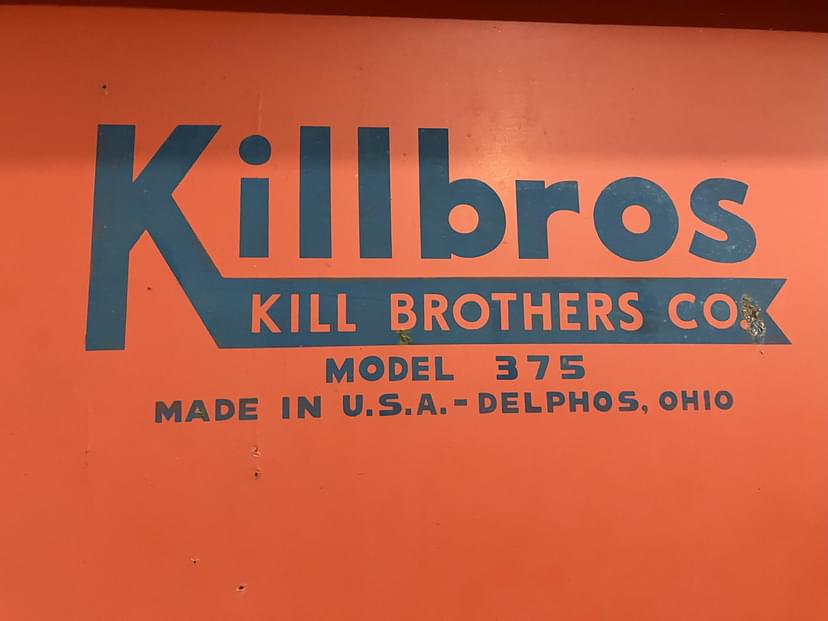 Killbros
KILL BROTHERS CO.
MODEL 375
MADE IN U.S.A. - DELPHOS, OHIO